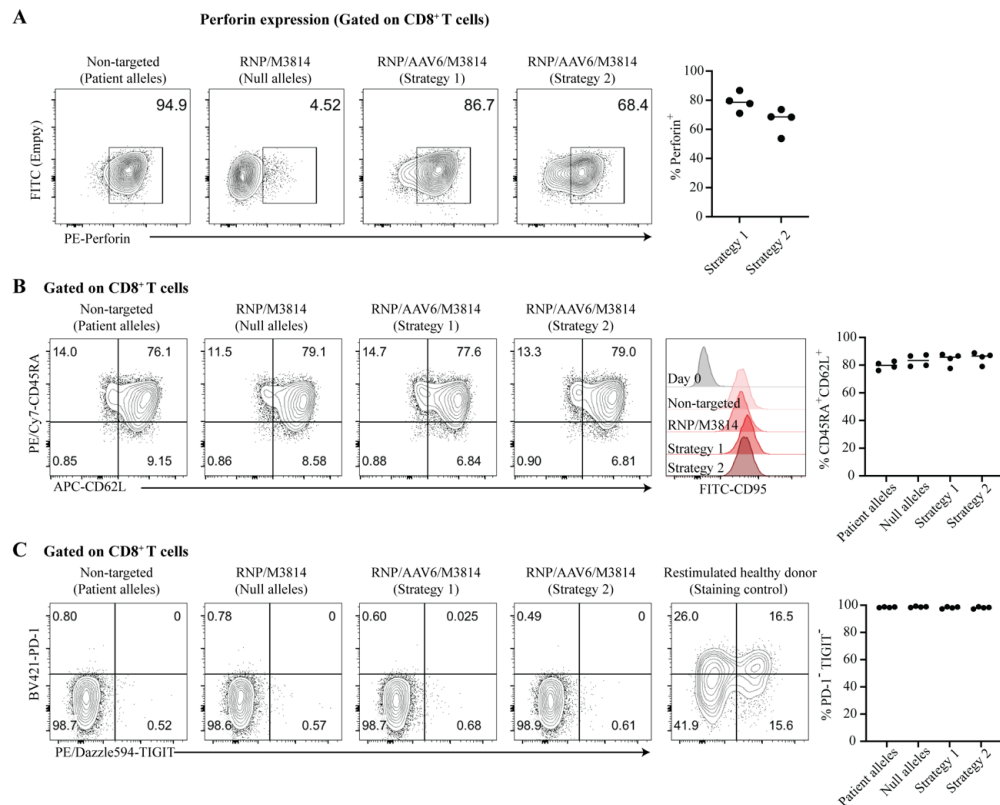 A
Perforin expression (Gated on CD8⁺ T cells)
Non-targeted
(Patient alleles)
RNP/M3814
(Null alleles)
RNP/AAV6/M3814
(Strategy 1)
RNP/AAV6/M3814
(Strategy 2)
94.9
4.52
86.7
68.4
FITC (Empty)
PE-Perforin
% Perforin⁺
100
80
60
40
20
0
Strategy 1
Strategy 2
B
Gated on CD8⁺ T cells
Non-targeted
(Patient alleles)
RNP/M3814
(Null alleles)
RNP/AAV6/M3814
(Strategy 1)
RNP/AAV6/M3814
(Strategy 2)
PE/Cy7-CD45RA
14.0
76.1
0.85
9.15
11.5
79.1
0.86
8.58
14.7
77.6
0.88
6.84
13.3
79.0
0.90
6.81
APC-CD62L
Day 0
Non-targeted
RNP/M3814
Strategy 1
Strategy 2
FITC-CD95
% CD45RA⁺CD62L⁺
100
80
60
40
20
0
Patient alleles
Null alleles
Strategy 1
Strategy 2
C
Gated on CD8⁺ T cells
Non-targeted
(Patient alleles)
RNP/M3814
(Null alleles)
RNP/AAV6/M3814
(Strategy 1)
RNP/AAV6/M3814
(Strategy 2)
Restimulated healthy donor
(Staining control)
BV421-PD-1
0.80
0
98.7
0.52
0.78
0
98.6
0.57
0.60
0.025
98.7
0.68
0.49
0
98.9
0.61
26.0
16.5
41.9
15.6
PE/Dazzle594-TIGIT
% PD-1⁻ TIGIT⁻
100
80
60
40
20
0
Patient alleles
Null alleles
Strategy 1
Strategy 2